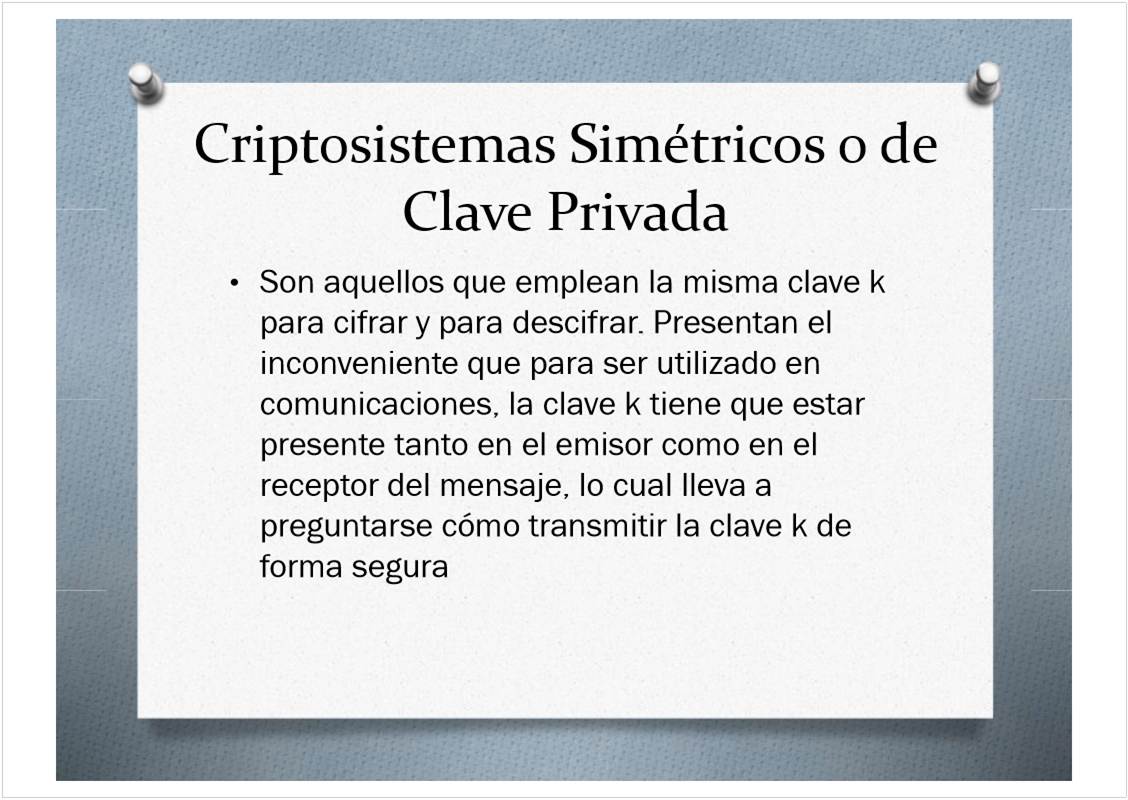 Criptosistemas Simétricos o de
Clave Privada
• Son aquellos que emplean la misma clave k
para cifrar y para descifrar. Presentan el
inconveniente que para ser utilizado en
comunicaciones, la clave k tiene que estar
presente tanto en el emisor como en el
receptor del mensaje, lo cual lleva a
preguntarse cómo transmitir la clave k de
forma segura